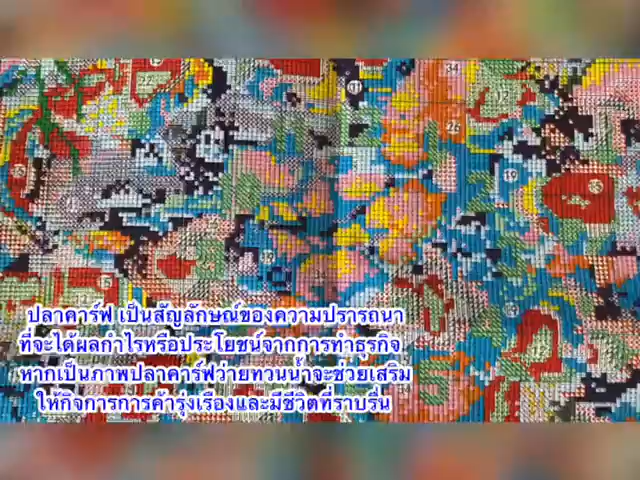 ปลาคาร์ฟ เป็นสัญลักษณ์ของความปรารถนา
ที่จะได้ผลกำไรหรือประโยชน์จากการทำธุรกิจ
หากเป็นภาพปลาคาร์ฟว่ายทวนน้ำจะช่วยเสริม
ให้กิจการการค้ารุ่งเรืองและมีชีวิตที่ราบรื่น